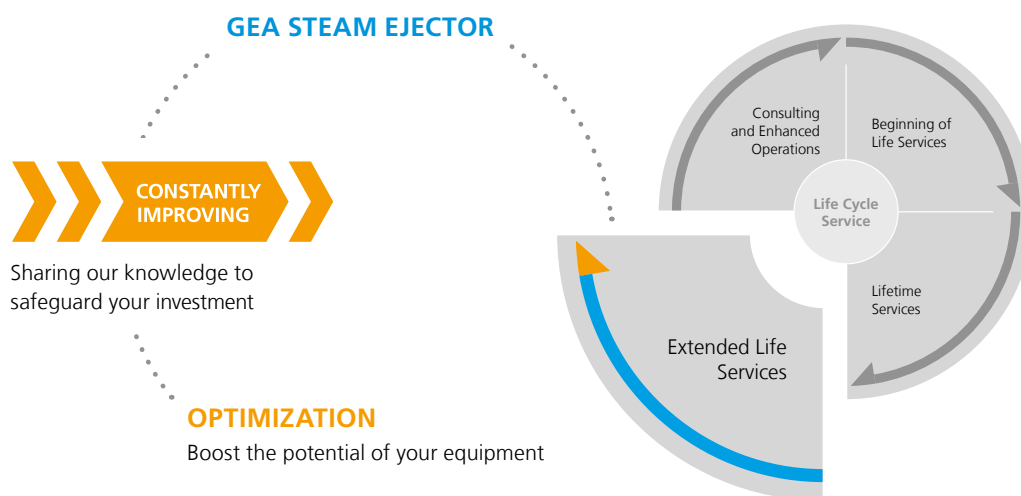 GEA STEAM EJECTOR
CONSTANTLY
IMPROVING
Sharing our knowledge to
safeguard your investment
OPTIMIZATION
Boost the potential of your equipment
Consulting
and Enhanced
Operations
Beginning of
Life Services
Life Cycle
Service
Lifetime
Services
Extended Life
Services